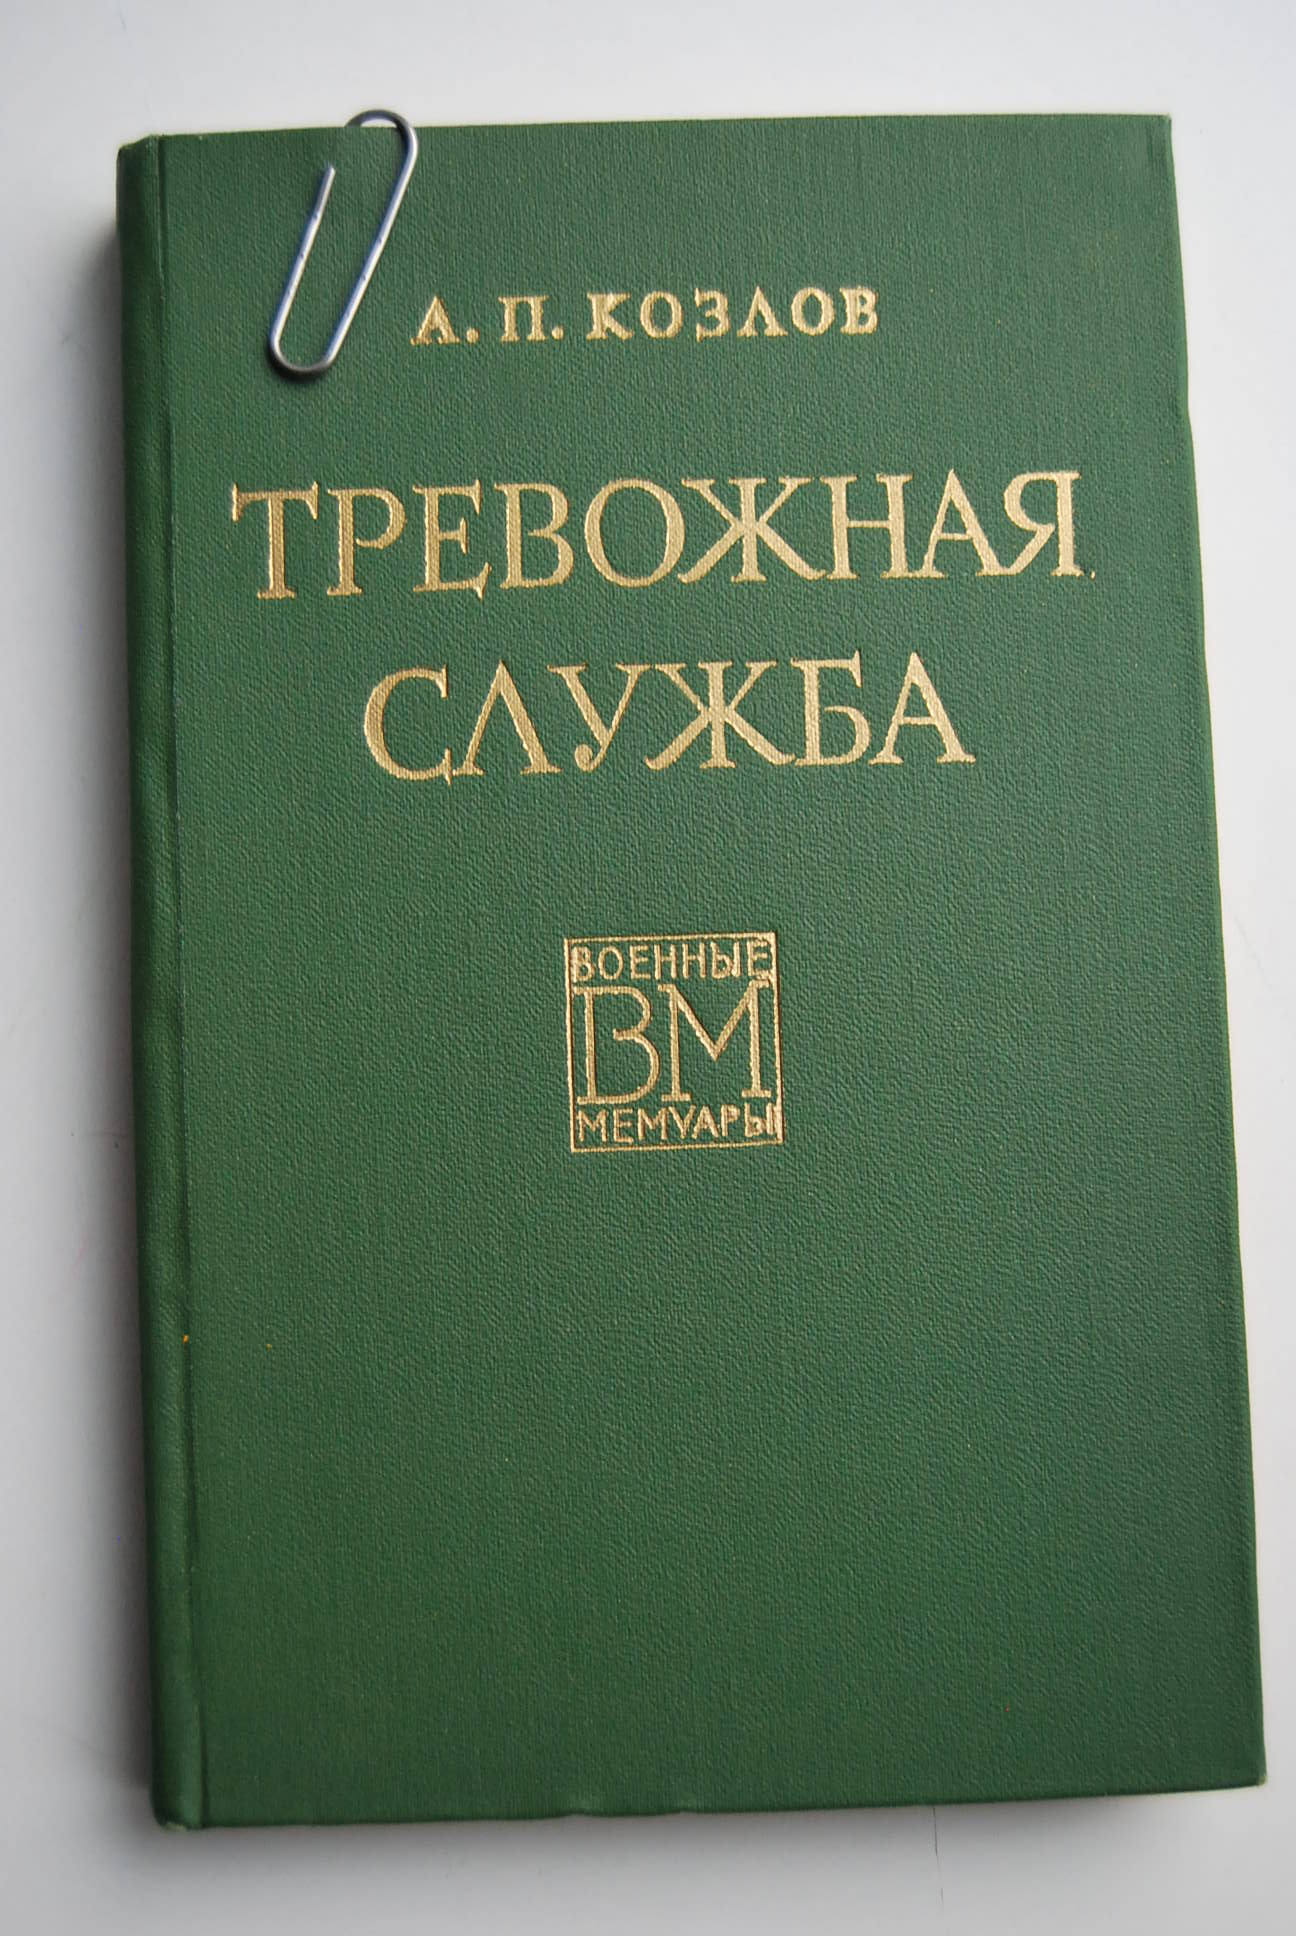 А. П. КОЗЛОВ
ТРЕВОЖНАЯ
СЛУЖБА
ВОЕННЫЕ
ВМ
МЕМУАРЫ